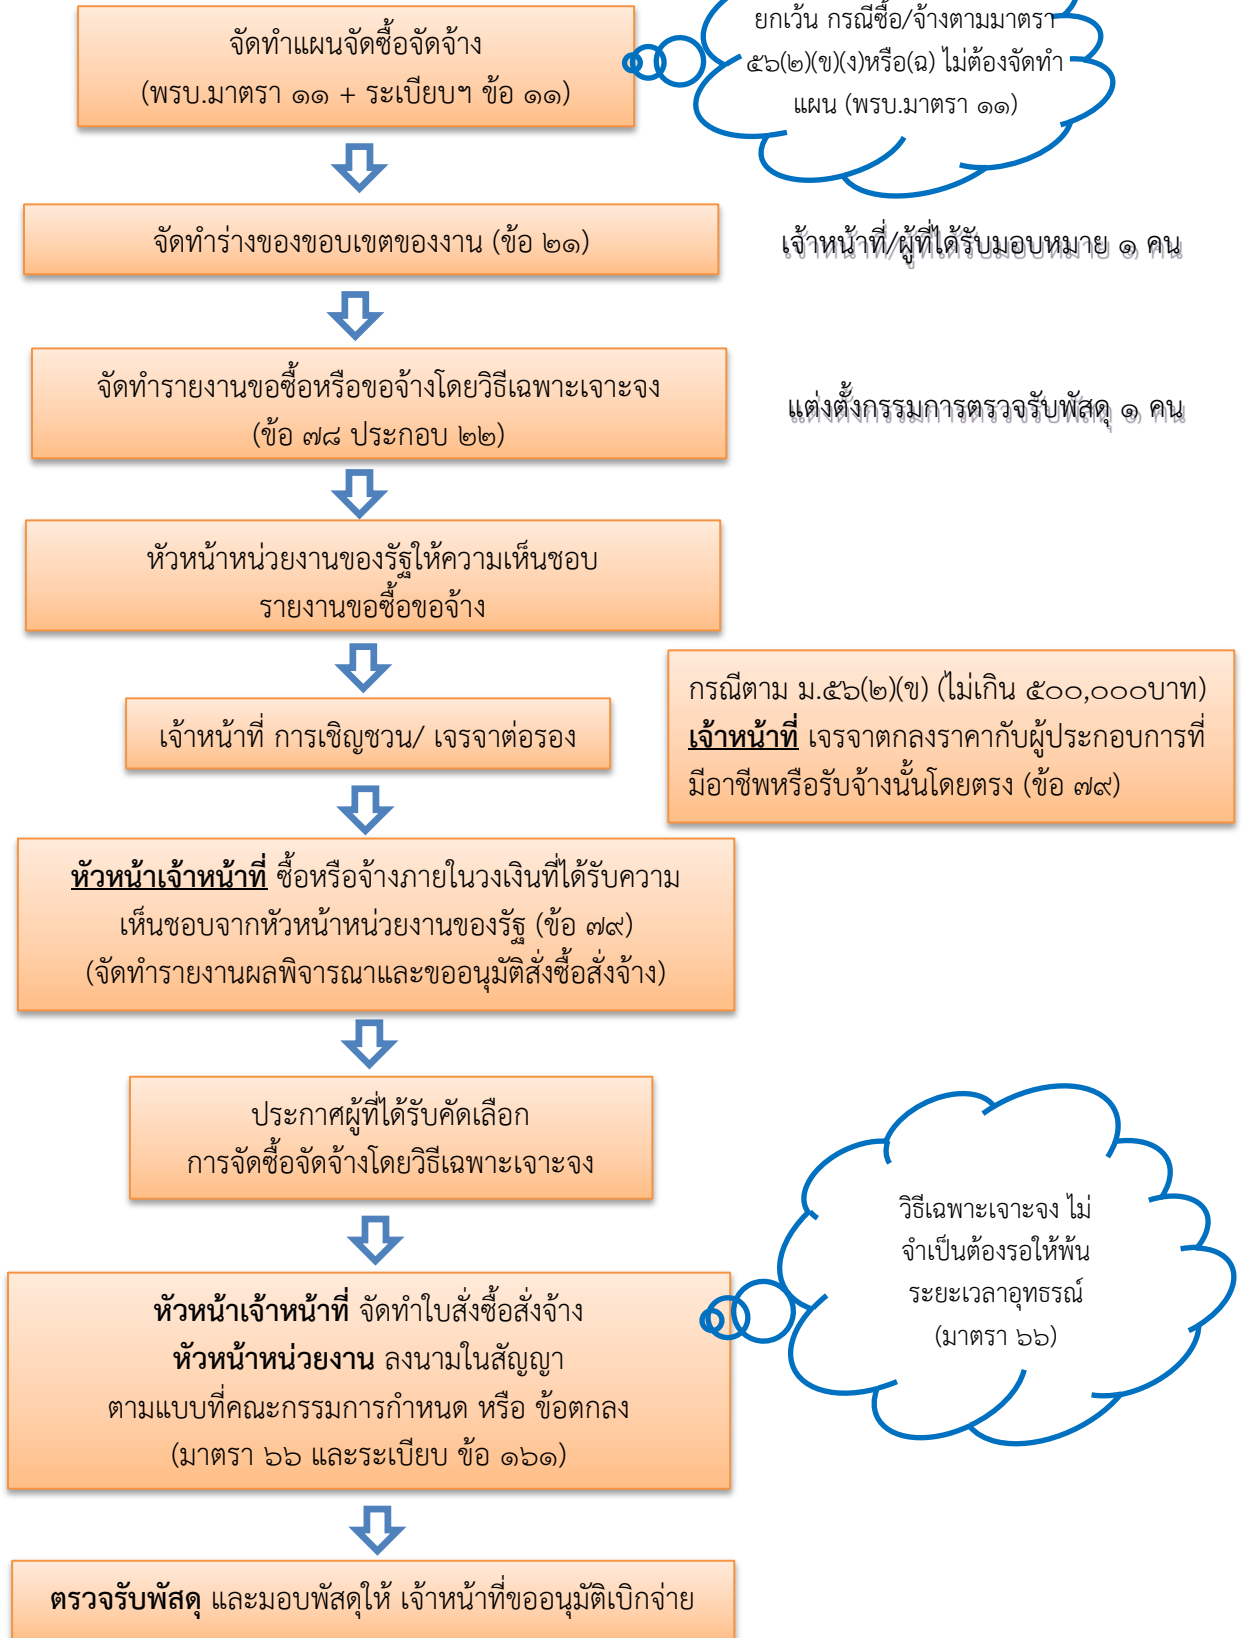 ยกเว้น กรณีซื้อ/จ้างตามมาตรา
๕๖(๒)(ข)(ง)หรือ(ฉ) ไม่ต้องจัดทำ
แผน (พรบ.มาตรา ๑๑)
จัดทำแผนจัดซื้อจัดจ้าง
(พรบ.มาตรา ๑๑ + ระเบียบฯ ข้อ ๑๑)
จัดทำร่างของขอบเขตของงาน (ข้อ ๒๑)
เจ้าหน้าที่/ผู้ที่ได้รับมอบหมาย ๑ คน
จัดทำรายงานขอซื้อหรือขอจ้างโดยวิธีเฉพาะเจาะจง
(ข้อ ๗๘ ประกอบ ๒๒)
แต่งตั้งกรรมการตรวจรับพัสดุ ๑ คน
หัวหน้าหน่วยงานของรัฐให้ความเห็นชอบ
รายงานขอซื้อขอจ้าง
เจ้าหน้าที่ การเชิญชวน/ เจรจาต่อรอง
กรณีตาม ม.๕๖(๒)(ข) (ไม่เกิน ๕๐๐,๐๐๐บาท)
เจ้าหน้าที่ เจรจาตกลงราคากับผู้ประกอบการที่
มีอาชีพหรือรับจ้างนั้นโดยตรง (ข้อ ๗๙)
หัวหน้าเจ้าหน้าที่ ซื้อหรือจ้างภายในวงเงินที่ได้รับความ
เห็นชอบจากหัวหน้าหน่วยงานของรัฐ (ข้อ ๗๙)
(จัดทำรายงานผลพิจารณาและขออนุมัติสั่งซื้อสั่งจ้าง)
ประกาศผู้ที่ได้รับคัดเลือก
การจัดซื้อจัดจ้างโดยวิธีเฉพาะเจาะจง
วิธีเฉพาะเจาะจง ไม่
จำเป็นต้องรอให้พ้น
ระยะเวลาอุทธรณ์
(มาตรา ๖๖)
หัวหน้าเจ้าหน้าที่ จัดทำใบสั่งซื้อสั่งจ้าง
หัวหน้าหน่วยงาน ลงนามในสัญญา
ตามแบบที่คณะกรรมการกำหนด หรือ ข้อตกลง
(มาตรา ๖๖ และระเบียบ ข้อ ๑๖๑)
ตรวจรับพัสดุ และมอบพัสดุให้ เจ้าหน้าที่ขออนุมัติเบิกจ่าย